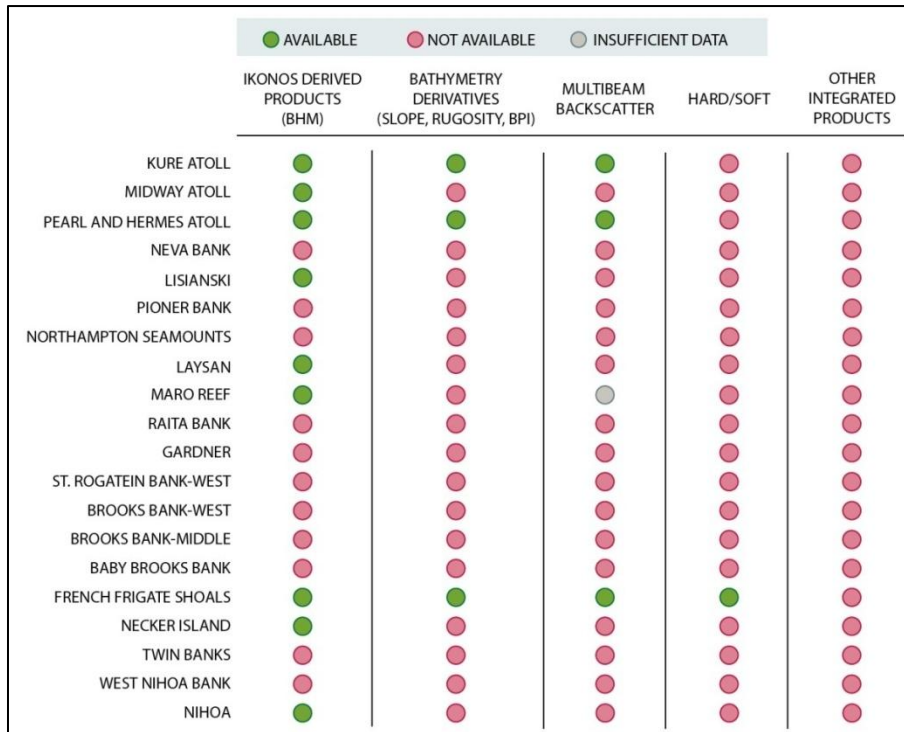 AVAILABLE NOT AVAILABLE INSUFFICIENT DATA
IKONOS DERIVED
PRODUCTS
(BHM)
BATHYMETRY
DERIVATIVES
(SLOPE, RUGOSITY, BPI)
MULTIBEAM
BACKSCATTER
HARD/SOFT
OTHER
INTEGRATED
PRODUCTS
KURE ATOLL
MIDWAY ATOLL
PEARL AND HERMES ATOLL
NEVA BANK
LISIANSKI
PIONER BANK
NORTHAMPTON SEAMOUNTS
LAYSAN
MARO REEF
RAITA BANK
GARDNER
ST. ROGATEIN BANK-WEST
BROOKS BANK-WEST
BROOKS BANK-MIDDLE
BABY BROOKS BANK
FRENCH FRIGATE SHOALS
NECKER ISLAND
TWIN BANKS
WEST NIHOA BANK
NIHOA